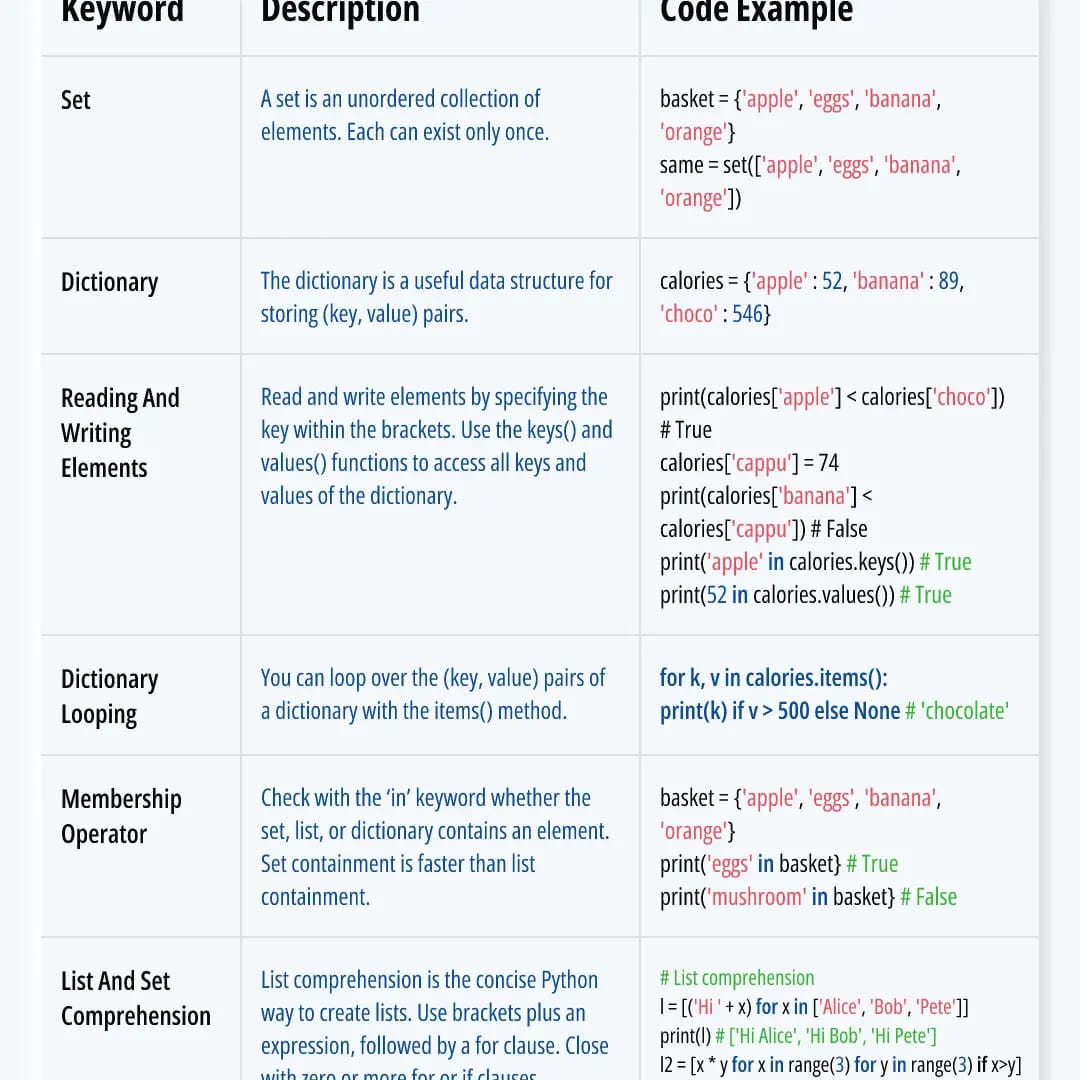 Keyword
Description
Code Example
Set
A set is an unordered collection of
elements. Each can exist only once.
basket = {'apple', 'eggs', 'banana',
'orange'}
same = set(['apple', 'eggs', 'banana',
'orange'])
Dictionary
The dictionary is a useful data structure for
storing (key, value) pairs.
calories = {'apple' : 52, 'banana' : 89,
'choco' : 546}
Reading And
Writing
Elements
Read and write elements by specifying the
key within the brackets. Use the keys() and
values() functions to access all keys and
values of the dictionary.
print(calories['apple'] < calories['choco'])
# True
calories['cappu'] = 74
print(calories['banana'] <
calories['cappu']) # False
print('apple' in calories.keys()) # True
print(52 in calories.values()) # True
Dictionary
Looping
You can loop over the (key, value) pairs of
a dictionary with the items() method.
for k, v in calories.items():
print(k) if v > 500 else None # 'chocolate'
Membership
Operator
Check with the ‘in’ keyword whether the
set, list, or dictionary contains an element.
Set containment is faster than list
containment.
basket = {'apple', 'eggs', 'banana',
'orange'}
print('eggs' in basket} # True
print('mushroom' in basket} # False
List And Set
Comprehension
List comprehension is the concise Python
way to create lists. Use brackets plus an
expression, followed by a for clause. Close
with zero or more for or if clauses.
# List comprehension
l = [('Hi ' + x) for x in ['Alice', 'Bob', 'Pete']]
print(l) # ['Hi Alice', 'Hi Bob', 'Hi Pete']
l2 = [x * y for x in range(3) for y in range(3) if x>y]